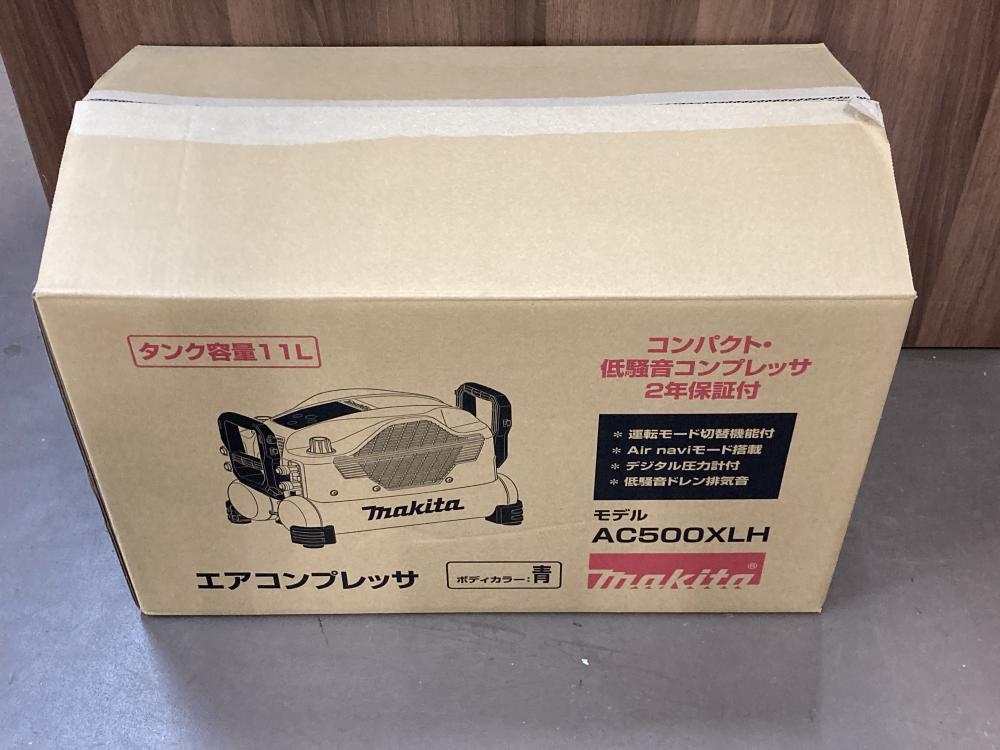 タンク容量11L
makita
エアコンプレッサ
ボディカラー：青
コンパクト・
低騒音コンプレッサ
2年保証付
＊ 運転モード切替機能付
＊ Air naviモード搭載
＊ デジタル圧力計付
＊ 低騒音ドレン排気音
モデル
AC500XLH
makita®